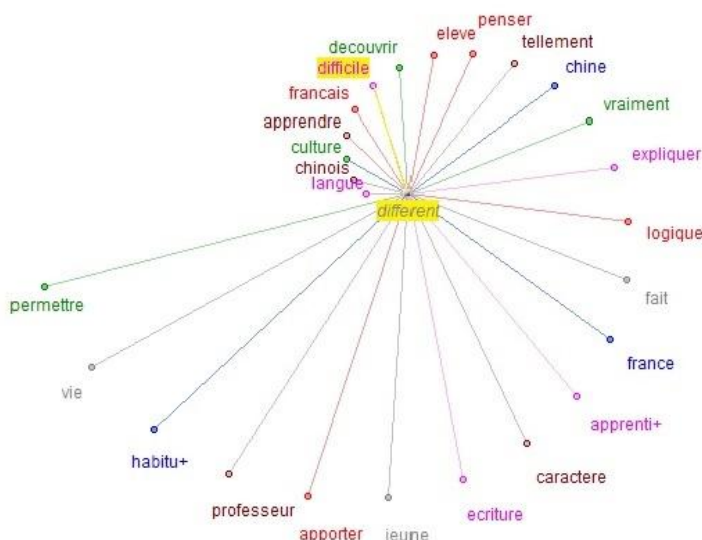 penser
eleve
tellement
decouvrir
difficile
chine
francais
vraiment
apprendre
culture
expliquer
chinois
langue
different
logique
fait
permettre
france
vie
apprenti+
habitu+
caractere
professeur
ecriture
apporter
jeune